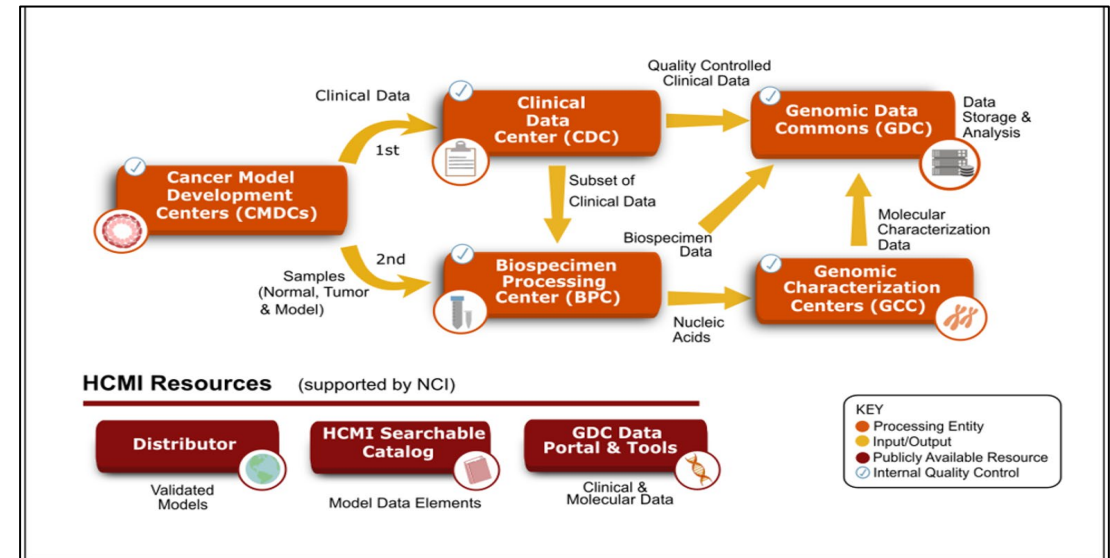 Quality Controlled
Clinical Data
Clinical Data
1st
Clinical
Data
Center (CDC)
Genomic Data
Commons (GDC)
Data
Storage &
Analysis
Cancer Model
Development
Centers (CMDCs)
Subset of
Clinical Data
Biospecimen
Data
Molecular
Characterization
Data
2nd
Samples
(Normal, Tumor
& Model)
Biospecimen
Processing
Center (BPC)
Nucleic
Acids
Genomic
Characterization
Centers (GCC)
HCMI Resources (supported by NCI)
Distributor
Validated
Models
HCMI Searchable
Catalog
Model Data Elements
GDC Data
Portal & Tools
Clinical &
Molecular Data
KEY
Processing Entity
Input/Output
Publicly Available Resource
Internal Quality Control